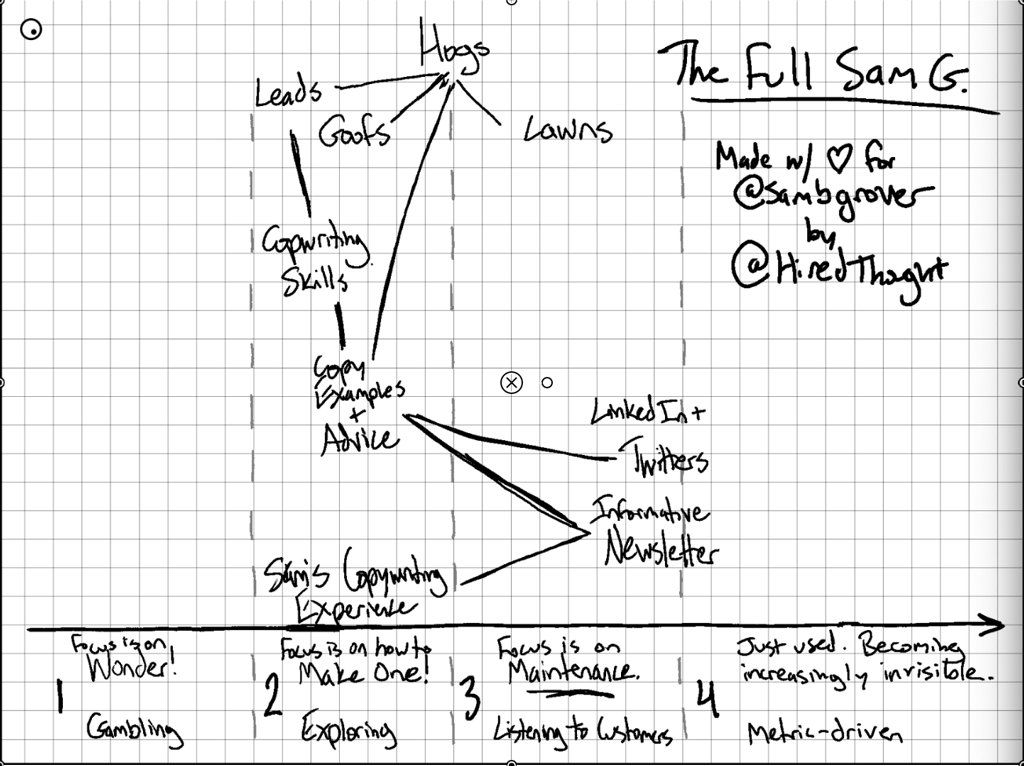 Hogs
The Full Sam G.
Leads
Goofs
Lawns
Made w/ ♡ for
@sambgrover
by
@HiredThought
Copwriting
Skills
Copy
Examples
+
Advice
LinkedIn +
Twitters
Informative
Newsletter
Sam's Copywriting
Experience
Focus is on
Wonder!
1
Gambling
Focus is on how to
Make One!
2
Exploring
Focus is on
Maintenance.
3
Listening to Customers
Just used. Becoming
increasingly invisible.
4
Metric-driven